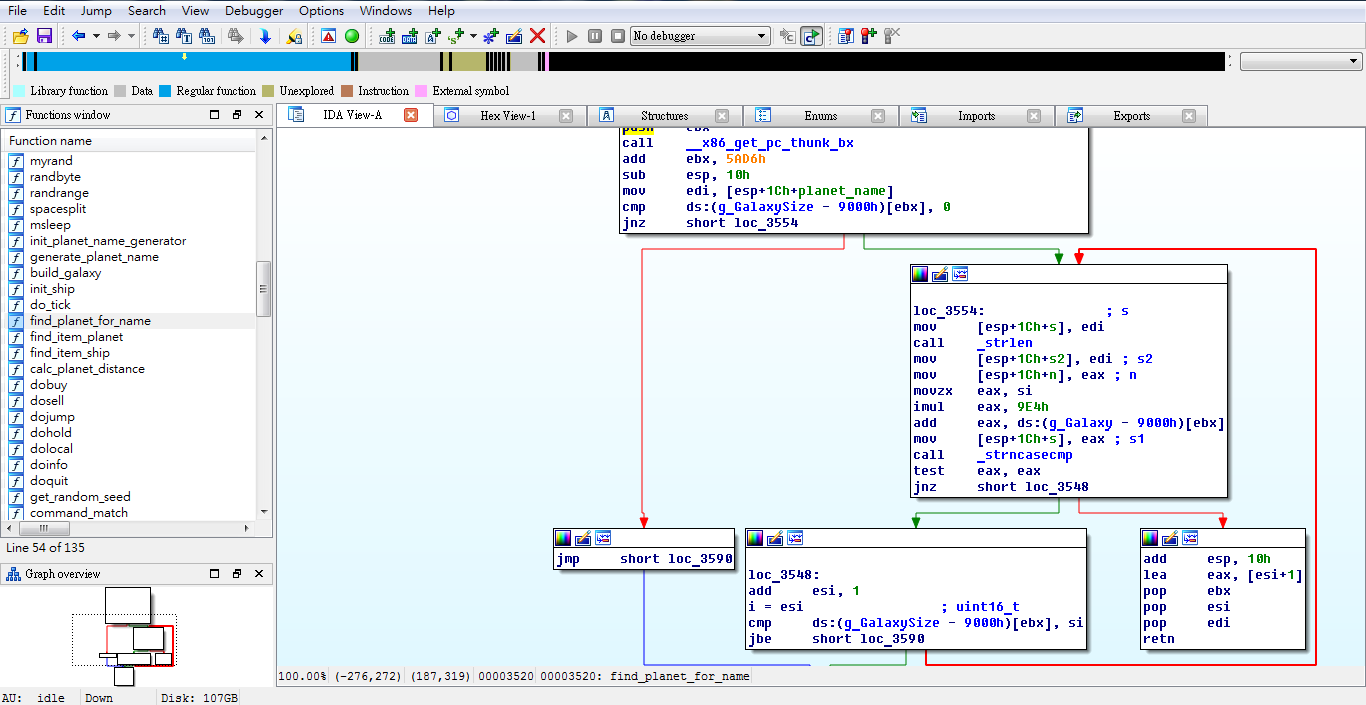 File Edit Jump Search View Debugger Options Windows Help
No debugger
Library function Data Regular function Unexplored Instruction External symbol
Functions window
IDA View-A Hex View-1 Structures Enums Imports Exports
Function name
myrand
randbyte
randrange
spacesplit
msleep
init_planet_name_generator
generate_planet_name
build_galaxy
init_ship
do_tick
find_planet_for_name
find_item_planet
find_item_ship
calc_planet_distance
dobuy
dosell
dojump
dohold
dolocal
doinfo
doquit
get_random_seed
command_match
Line 54 of 135
Graph overview
push ebx
call __x86_get_pc_thunk_bx
add ebx, 5AD6h
sub esp, 10h
mov edi, [esp+1Ch+planet_name]
cmp ds:(g_GalaxySize - 9000h)[ebx], 0
jnz short loc_3554
loc_3554: ; s
mov [esp+1Ch+s], edi
call _strlen
mov [esp+1Ch+s2], edi ; s2
mov [esp+1Ch+n], eax ; n
movzx eax, si
imul eax, 9E4h
add eax, ds:(g_Galaxy - 9000h)[ebx]
mov [esp+1Ch+s], eax ; s1
call _strncasecmp
test eax, eax
jnz short loc_3548
jmp short loc_3590
loc_3548:
add esi, 1
i = esi ; uint16_t
cmp ds:(g_GalaxySize - 9000h)[ebx], si
jbe short loc_3590
add esp, 10h
lea eax, [esi+1]
pop ebx
pop esi
pop edi
retn
100.00% (-276,272) (187,319) 00003520 00003520: find_planet_for_name
AU: idle Down Disk: 107GB